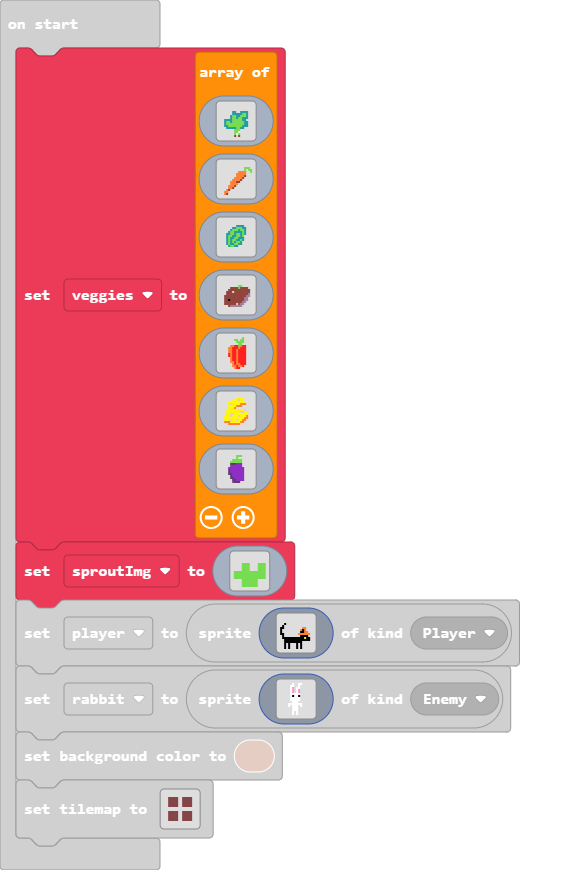 on start
array of
set veggies to
set sproutImg to
set player to sprite of kind Player
set rabbit to sprite of kind Enemy
set background color to
set tilemap to